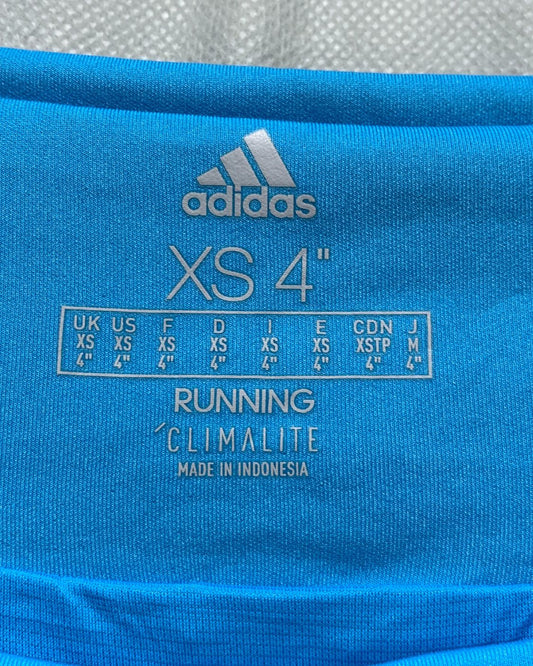 adidas
XS 4"
UK US F D I E CDN J
XS XS XS XS XS XS XSTP M
4" 4" 4" 4" 4" 4" 4" 4"
RUNNING
CLIMALITE
MADE IN INDONESIA